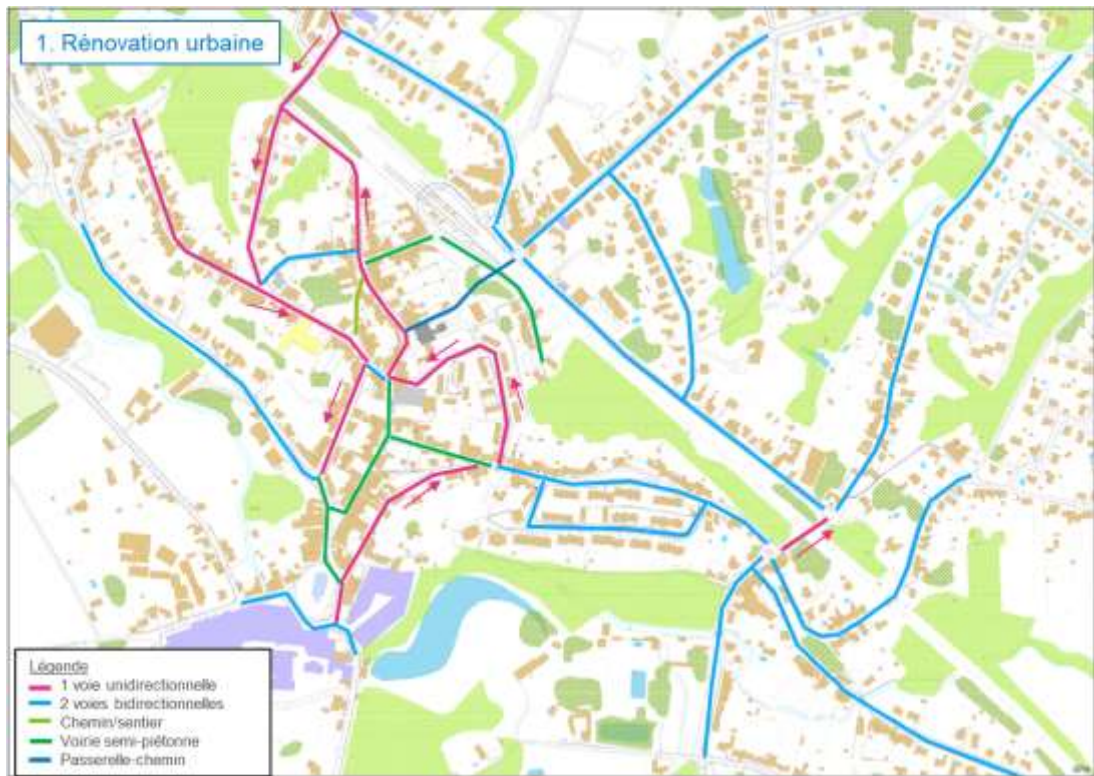 1. Rénovation urbaine
Légende
1 voie unidirectionnelle
2 voies bidirectionnelles
Chemin/sentier
Voirie semi-piétonne
Passerelle-chemin